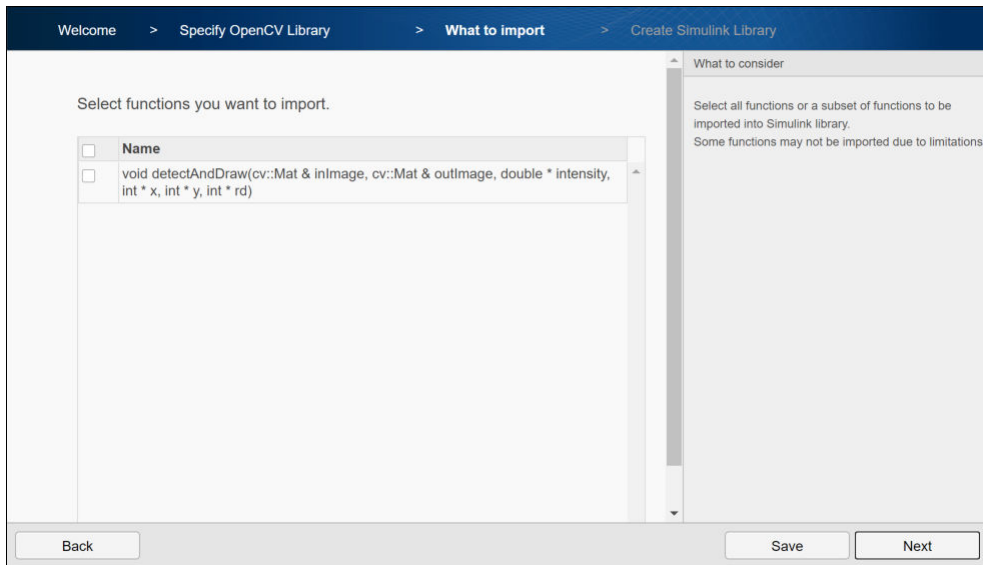 Welcome > Specify OpenCV Library > What to import > Create Simulink Library
What to consider
Select functions you want to import.
Name
void detectAndDraw(cv::Mat & inImage, cv::Mat & outImage, double * intensity,
int * x, int * y, int * rd)
Select all functions or a subset of functions to be
imported into Simulink library.
Some functions may not be imported due to limitations
Back
Save
Next